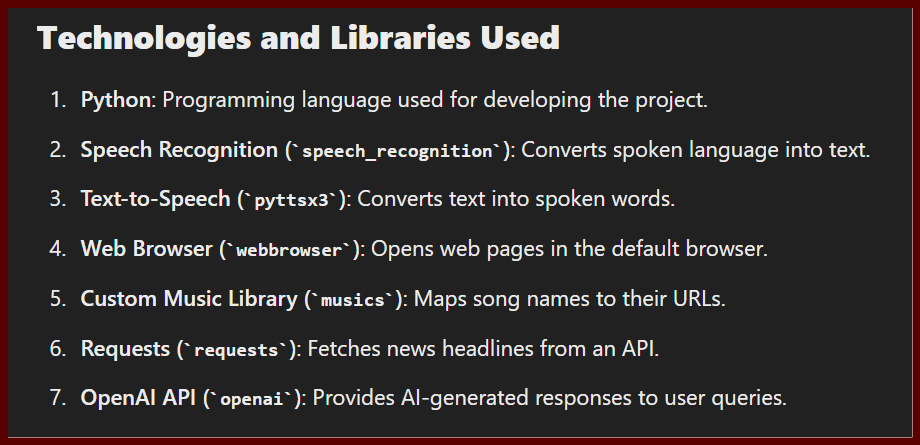 Technologies and Libraries Used
1. Python: Programming language used for developing the project.
2. Speech Recognition (`speech_recognition`): Converts spoken language into text.
3. Text-to-Speech (`pyttsx3`): Converts text into spoken words.
4. Web Browser (`webbrowser`): Opens web pages in the default browser.
5. Custom Music Library (`musics`): Maps song names to their URLs.
6. Requests (`requests`): Fetches news headlines from an API.
7. OpenAI API (`openai`): Provides AI-generated responses to user queries.